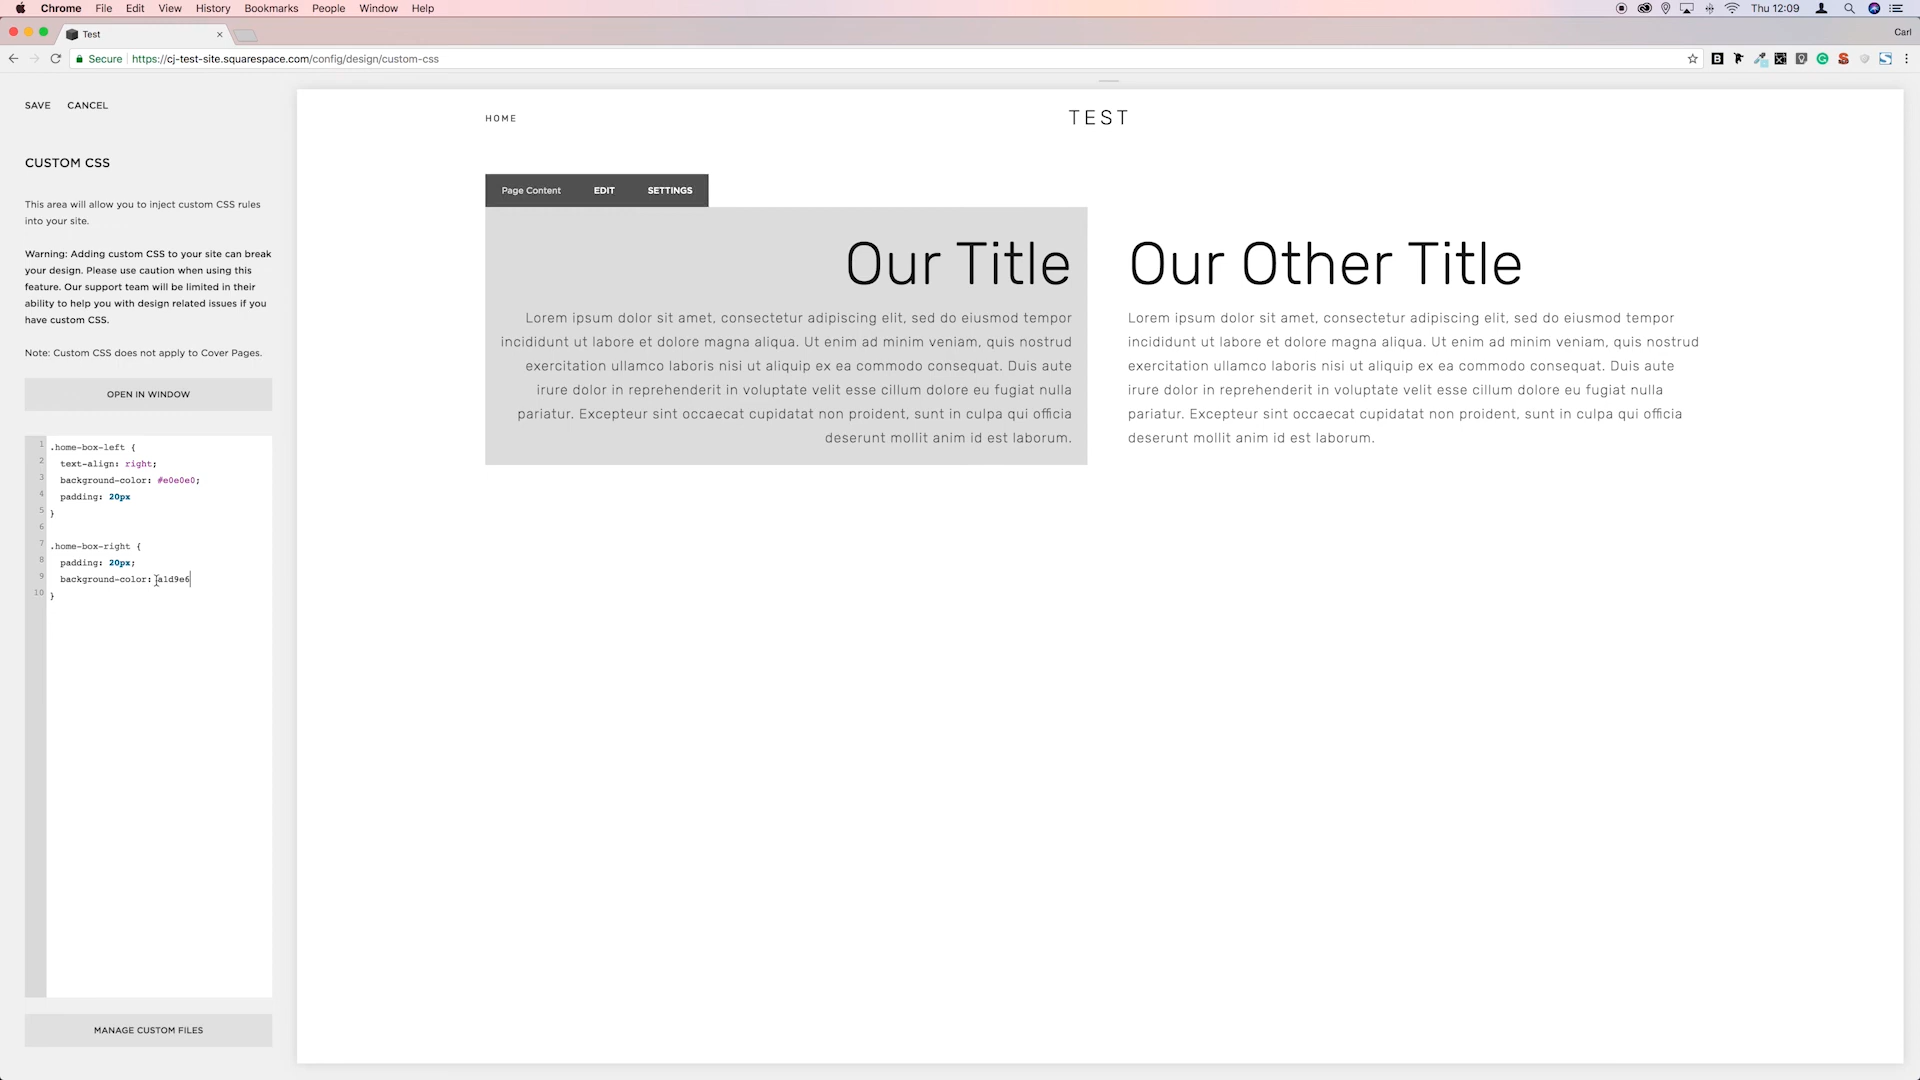 Chrome File Edit View History Bookmarks People Window Help Thu 12:09
Test
Carl
Secure https://cj-test-site.squarespace.com/config/design/custom-css
SAVE CANCEL
HOME
TEST
CUSTOM CSS
Page Content EDIT SETTINGS
This area will allow you to inject custom CSS rules
into your site.
Warning: Adding custom CSS to your site can break
your design. Please use caution when using this
feature. Our support team will be limited in their
ability to help you with design related issues if you
have custom CSS.
Note: Custom CSS does not apply to Cover Pages.
OPEN IN WINDOW
1 .home-box-left {
2 text-align: right;
3 background-color: #e0e0e0;
4 padding: 20px
5 }
6
7 .home-box-right {
8 padding: 20px;
9 background-color: a1d9e6
10 }
MANAGE CUSTOM FILES
Our Title
Lorem ipsum dolor sit amet, consectetur adipiscing elit, sed do eiusmod tempor
incididunt ut labore et dolore magna aliqua. Ut enim ad minim veniam, quis nostrud
exercitation ullamco laboris nisi ut aliquip ex ea commodo consequat. Duis aute
irure dolor in reprehenderit in voluptate velit esse cillum dolore eu fugiat nulla
pariatur. Excepteur sint occaecat cupidatat non proident, sunt in culpa qui officia
deserunt mollit anim id est laborum.
Our Other Title
Lorem ipsum dolor sit amet, consectetur adipiscing elit, sed do eiusmod tempor
incididunt ut labore et dolore magna aliqua. Ut enim ad minim veniam, quis nostrud
exercitation ullamco laboris nisi ut aliquip ex ea commodo consequat. Duis aute
irure dolor in reprehenderit in voluptate velit esse cillum dolore eu fugiat nulla
pariatur. Excepteur sint occaecat cupidatat non proident, sunt in culpa qui officia
deserunt mollit anim id est laborum.